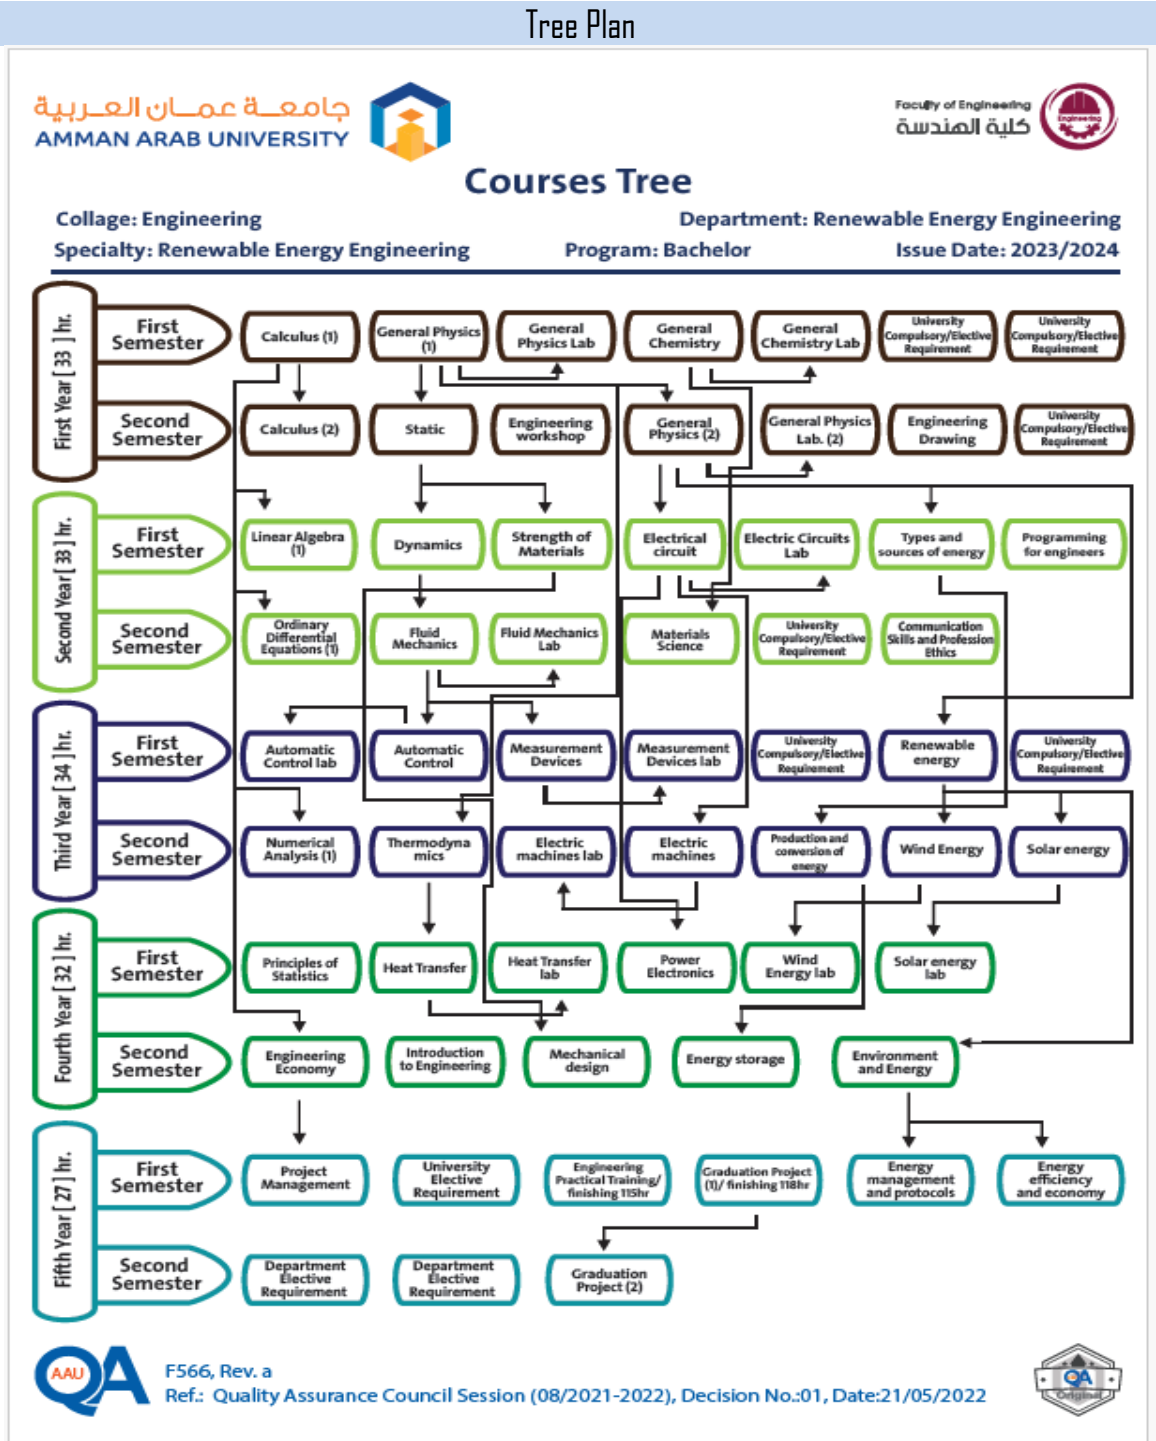 Tree Plan
جامعة عمان العربية
AMMAN ARAB UNIVERSITY
Faculty of Engineering
كلية الهندسة
Engineering
Courses Tree
Collage: Engineering
Department: Renewable Energy Engineering
Specialty: Renewable Energy Engineering
Program: Bachelor
Issue Date: 2023/2024
First Year [ 33 ] hr.
First
Semester
Calculus (1)
General Physics
(1)
General
Physics Lab
General
Chemistry
General
Chemistry Lab
University
Compulsory/Elective
Requirement
University
Compulsory/Elective
Requirement
Second
Semester
Calculus (2)
Static
Engineering
workshop
General
Physics (2)
General Physics
Lab. (2)
Engineering
Drawing
University
Compulsory/Elective
Requirement
Second Year [ 33 ] hr.
First
Semester
Linear Algebra
(1)
Dynamics
Strength of
Materials
Electrical
circuit
Electric Circuits
Lab
Types and
sources of energy
Programming
for engineers
Second
Semester
Ordinary
Differential
Equations (1)
Fluid
Mechanics
Fluid Mechanics
Lab
Materials
Science
University
Compulsory/Elective
Requirement
Communication
Skills and Profession
Ethics
Third Year [ 34 ] hr.
First
Semester
Automatic
Control lab
Automatic
Control
Measurement
Devices
Measurement
Devices lab
University
Compulsory/Elective
Requirement
Renewable
energy
University
Compulsory/Elective
Requirement
Second
Semester
Numerical
Analysis (1)
Thermodyna
mics
Electric
machines lab
Electric
machines
Production and
conversion of
energy
Wind Energy
Solar energy
Fourth Year [ 32 ] hr.
First
Semester
Principles of
Statistics
Heat Transfer
Heat Transfer
lab
Power
Electronics
Wind
Energy lab
Solar energy
lab
Second
Semester
Engineering
Economy
Introduction
to Engineering
Mechanical
design
Energy storage
Environment
and Energy
Fifth Year [ 27 ] hr.
First
Semester
Project
Management
University
Elective
Requirement
Engineering
Practical Training/
finishing 115hr
Graduation Project
(1)/ finishing 118hr
Energy
management
and protocols
Energy
efficiency
and economy
Second
Semester
Department
Elective
Requirement
Department
Elective
Requirement
Graduation
Project (2)
AAU
QA
F566, Rev. a
Ref.: Quality Assurance Council Session (08/2021-2022), Decision No.:01, Date:21/05/2022
QA
Original